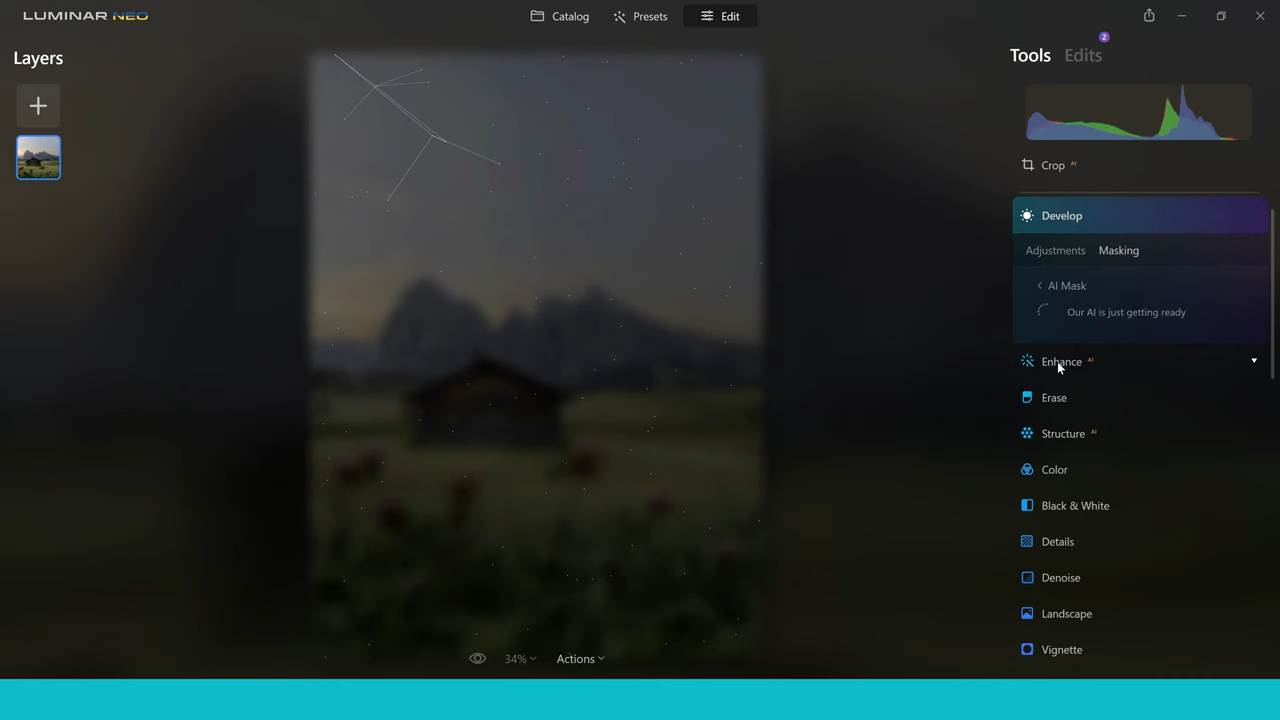 LUMINAR NEO
Catalog
Presets
Edit
Layers
2
Tools
Edits
Crop AI
Develop
Adjustments
Masking
AI Mask
Our AI is just getting ready
Enhance AI
Erase
Structure AI
Color
Black & White
Details
Denoise
Landscape
Vignette
34%
Actions